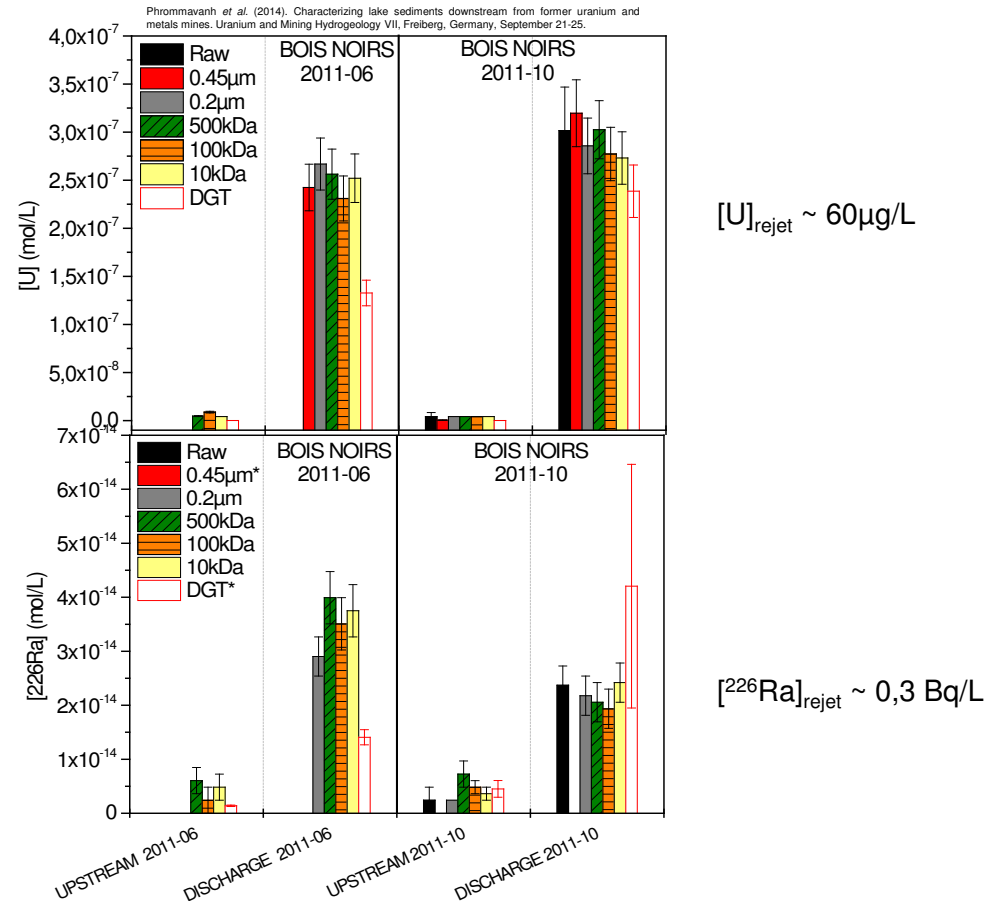 Phrommavanh et al. (2014). Characterizing lake sediments downstream from former uranium and
metals mines. Uranium and Mining Hydrogeology VII, Freiberg, Germany, September 21-25.
4,0x10⁻⁷
3,5x10⁻⁷
3,0x10⁻⁷
2,5x10⁻⁷
2,0x10⁻⁷
1,5x10⁻⁷
1,0x10⁻⁷
5,0x10⁻⁸
0,0
[U] (mol/L)
Raw
0.45µm
0.2µm
500kDa
100kDa
10kDa
DGT
BOIS NOIRS
2011-06
BOIS NOIRS
2011-10
[U]rejet ~ 60µg/L
7x10⁻¹⁴
6x10⁻¹⁴
5x10⁻¹⁴
4x10⁻¹⁴
3x10⁻¹⁴
2x10⁻¹⁴
1x10⁻¹⁴
0
[226Ra] (mol/L)
Raw
0.45µm*
0.2µm
500kDa
100kDa
10kDa
DGT*
BOIS NOIRS
2011-06
BOIS NOIRS
2011-10
[²²⁶Ra]rejet ~ 0,3 Bq/L
UPSTREAM 2011-06
DISCHARGE 2011-06
UPSTREAM 2011-10
DISCHARGE 2011-10